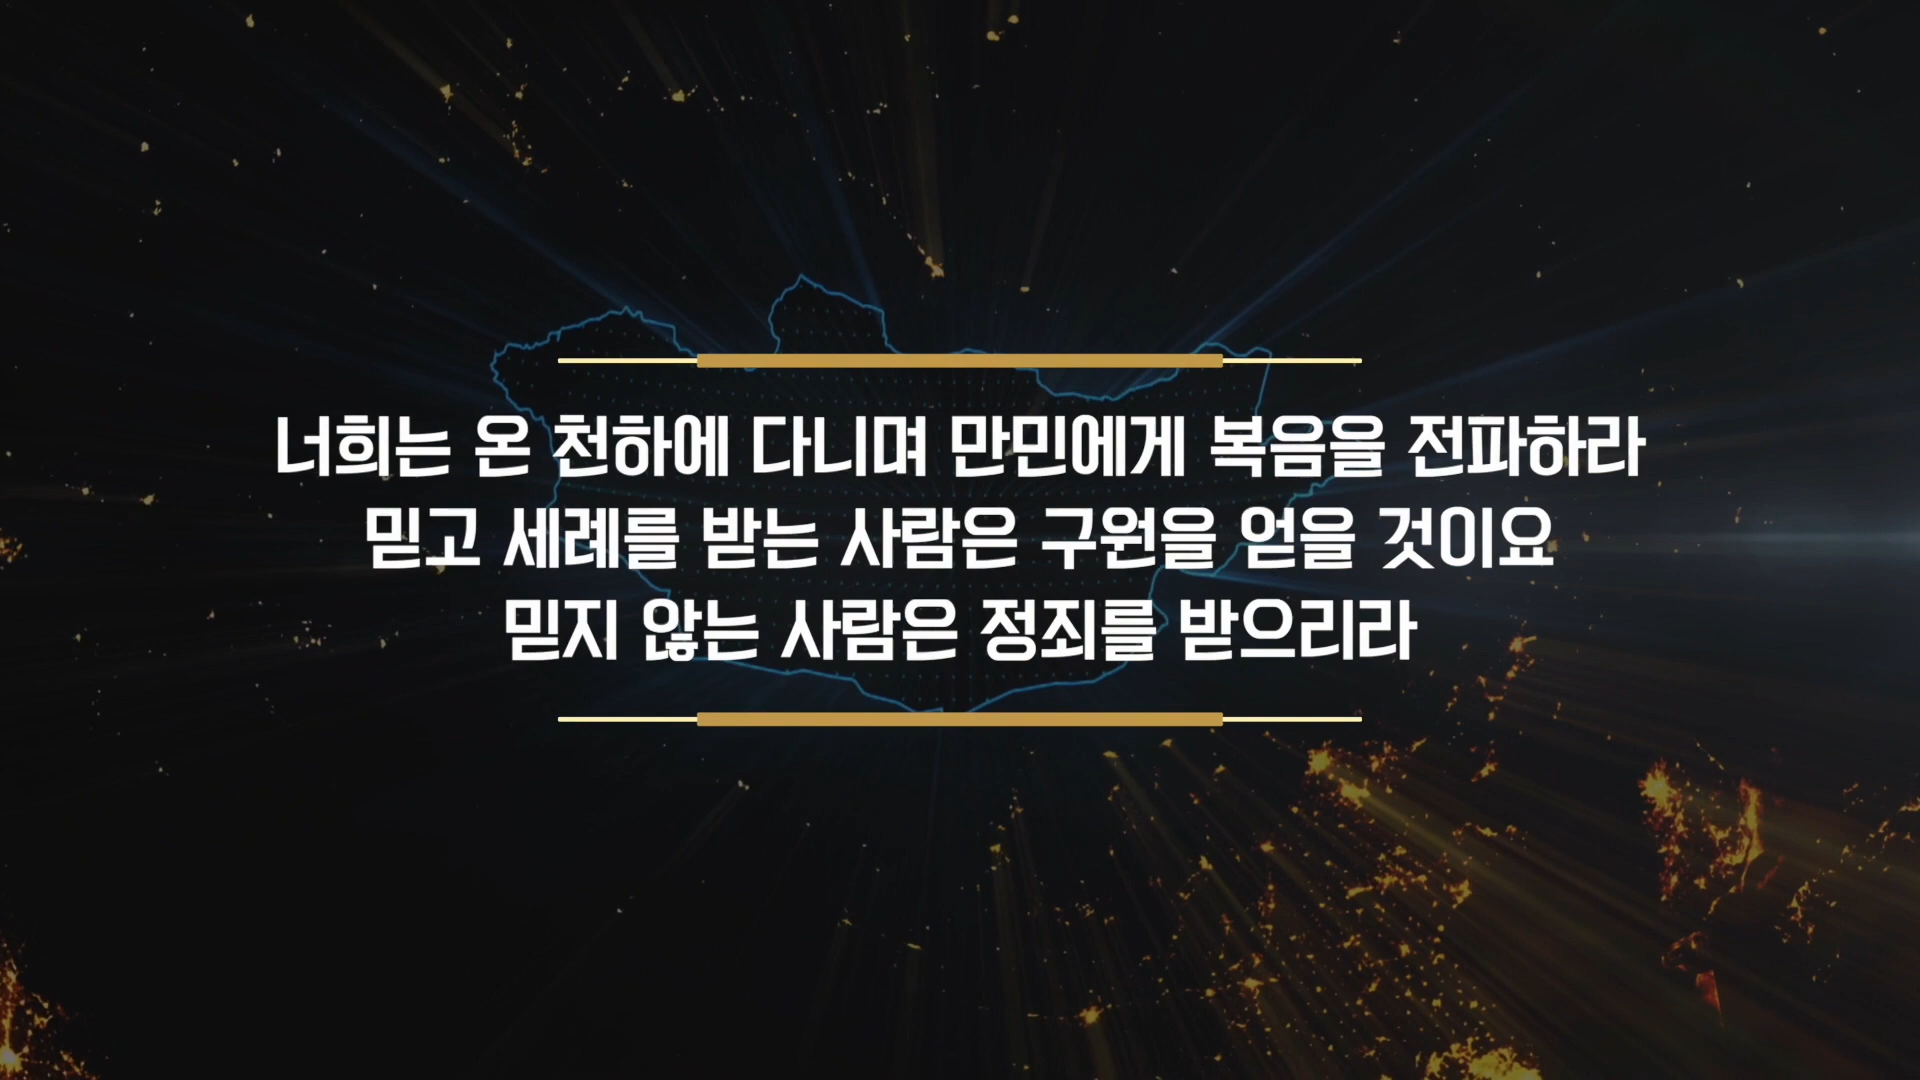 너희는 온 천하에 다니며 만민에게 복음을 전파하라
믿고 세례를 받는 사람은 구원을 얻을 것이요
믿지 않는 사람은 정죄를 받으리라